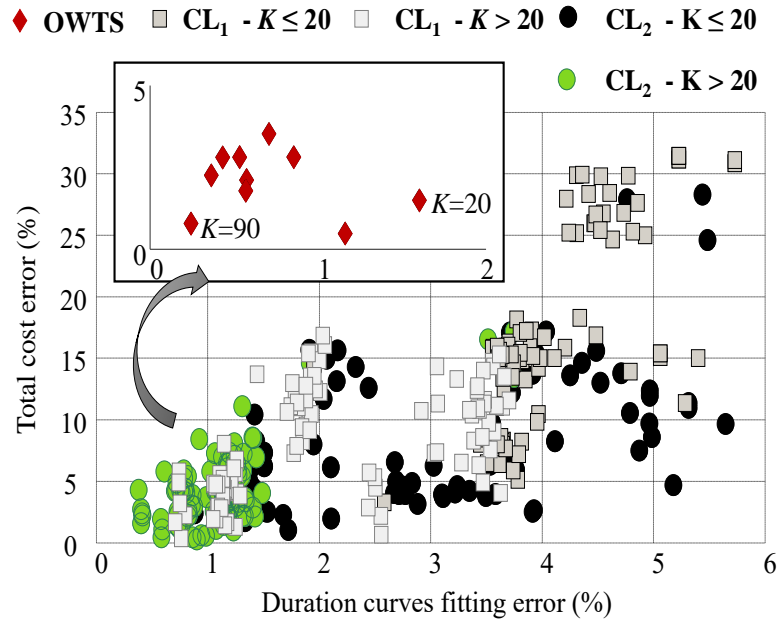 OWTS CL₁ - K ≤ 20 CL₁ - K > 20 CL₂ - K ≤ 20
CL₂ - K > 20
5
K=90
K=20
0
0 1 2
35
30
25
20
15
10
5
0
Total cost error (%)
0 1 2 3 4 5 6
Duration curves fitting error (%)